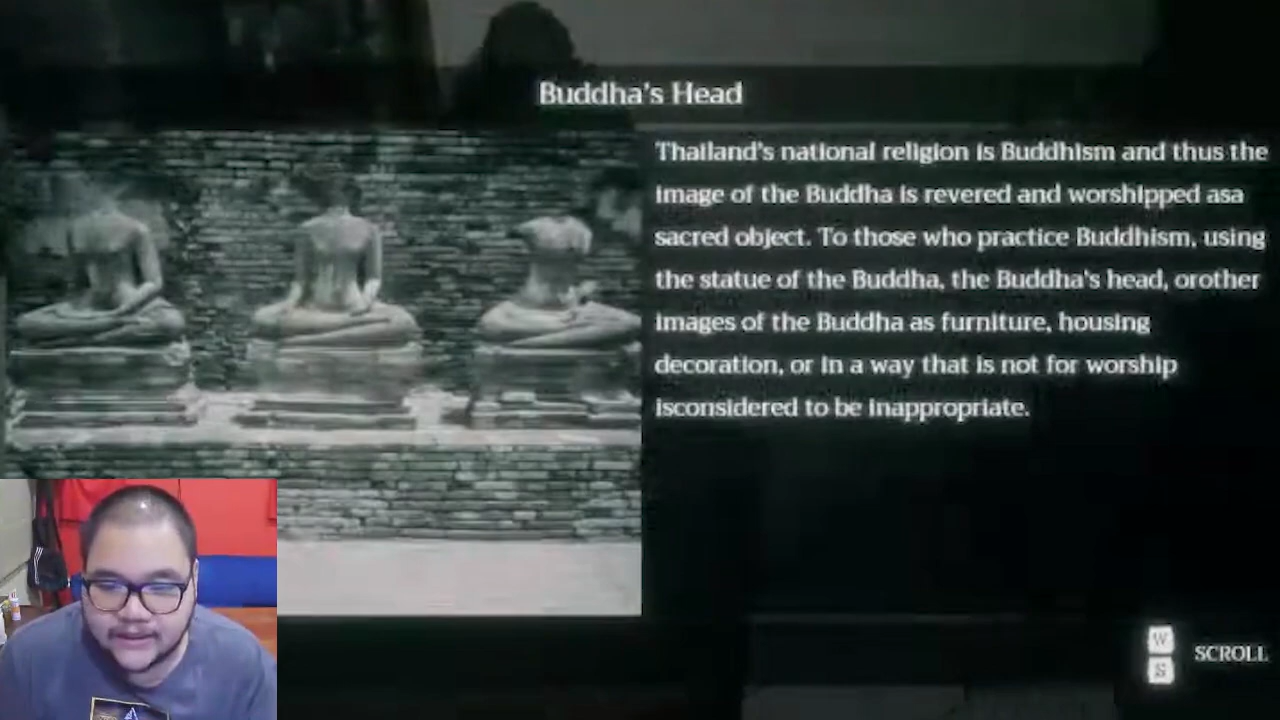 Buddha's Head
Thailand's national religion is Buddhism and thus the
image of the Buddha is revered and worshipped asa
sacred object. To those who practice Buddhism, using
the statue of the Buddha, the Buddha's head, orother
images of the Buddha as furniture, housing
decoration, or in a way that is not for worship
isconsidered to be inappropriate.
W
S
SCROLL